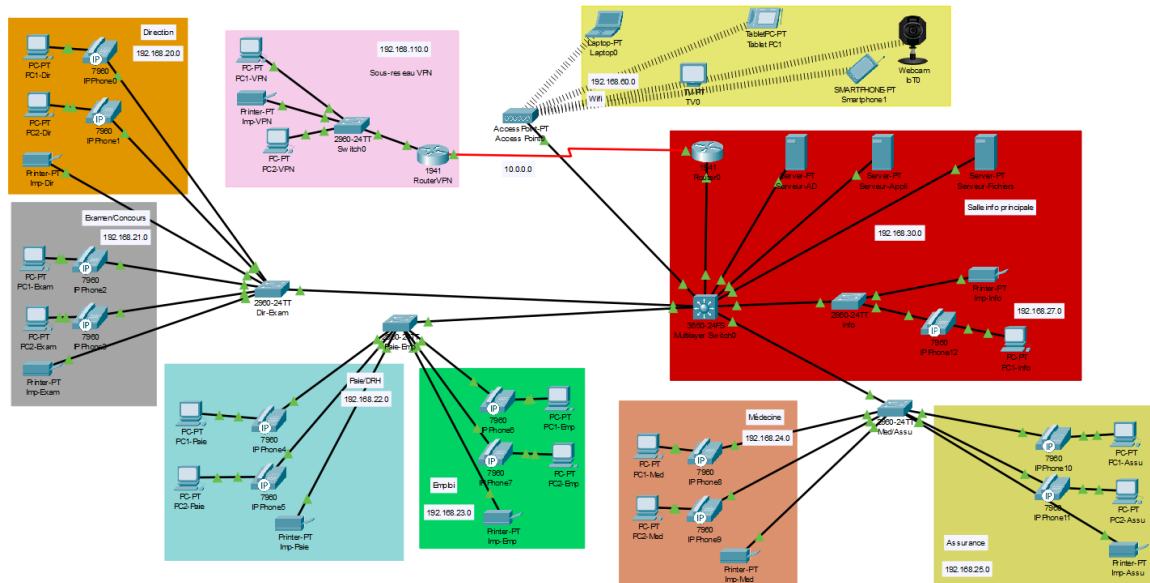 Direction
192.168.20.0
PC-PT
PC1-Dir
7960
IPPhone0
PC-PT
PC2-Dir
7960
IPPhone1
Printer-PT
Imp-Dir
Examen/Concours
192.168.21.0
PC-PT
PC1-Exam
7960
IPPhone2
PC-PT
PC2-Exam
7960
Printer-PT
Imp-Exam
2960-24TT
Dir-Exam
192.168.110.0
Sous-reseau VPN
PC-PT
PC1-VPN
Printer-PT
Imp-VPN
PC-PT
PC2-VPN
2960-24TT
Switch0
1941
RouterVPN
10.0.0.0
Laptop-PT
Laptop0
TabletPC-PT
Tablet PC1
192.168.60.0
Wifi
TV-PT
TV0
SMARTPHONE-PT
Smartphone1
Webcam
IoT0
Access Point-PT
Access Point0
1941
Router0
Server-PT
Serveur-AD
Server-PT
Serveur-Appli
Server-PT
Serveur-Fichiers
Salle info principale
192.168.30.0
Printer-PT
Imp-Info
3560-24PS
Multilayer Switch0
2960-24TT
Info
7960
IPPhone12
192.168.27.0
PC-PT
PC1-Info
2960-24TT
Paie-Emp
Paie/DRH
192.168.22.0
PC-PT
PC1-Paie
7960
IPPhone4
PC-PT
PC2-Paie
7960
IPPhone5
Printer-PT
Imp-Paie
7960
IPPhone6
PC-PT
PC1-Emp
7960
IPPhone7
PC-PT
PC2-Emp
Emploi
192.168.23.0
Printer-PT
Imp-Emp
Médecine
192.168.24.0
PC-PT
PC1-Med
7960
IPPhone8
PC-PT
PC2-Med
7960
IPPhone9
Printer-PT
Imp-Med
2960-24TT
Med/Assu
7960
IPPhone10
PC-PT
PC1-Assu
7960
IPPhone11
PC-PT
PC2-Assu
Assurance
192.168.25.0
Printer-PT
Imp-Assu